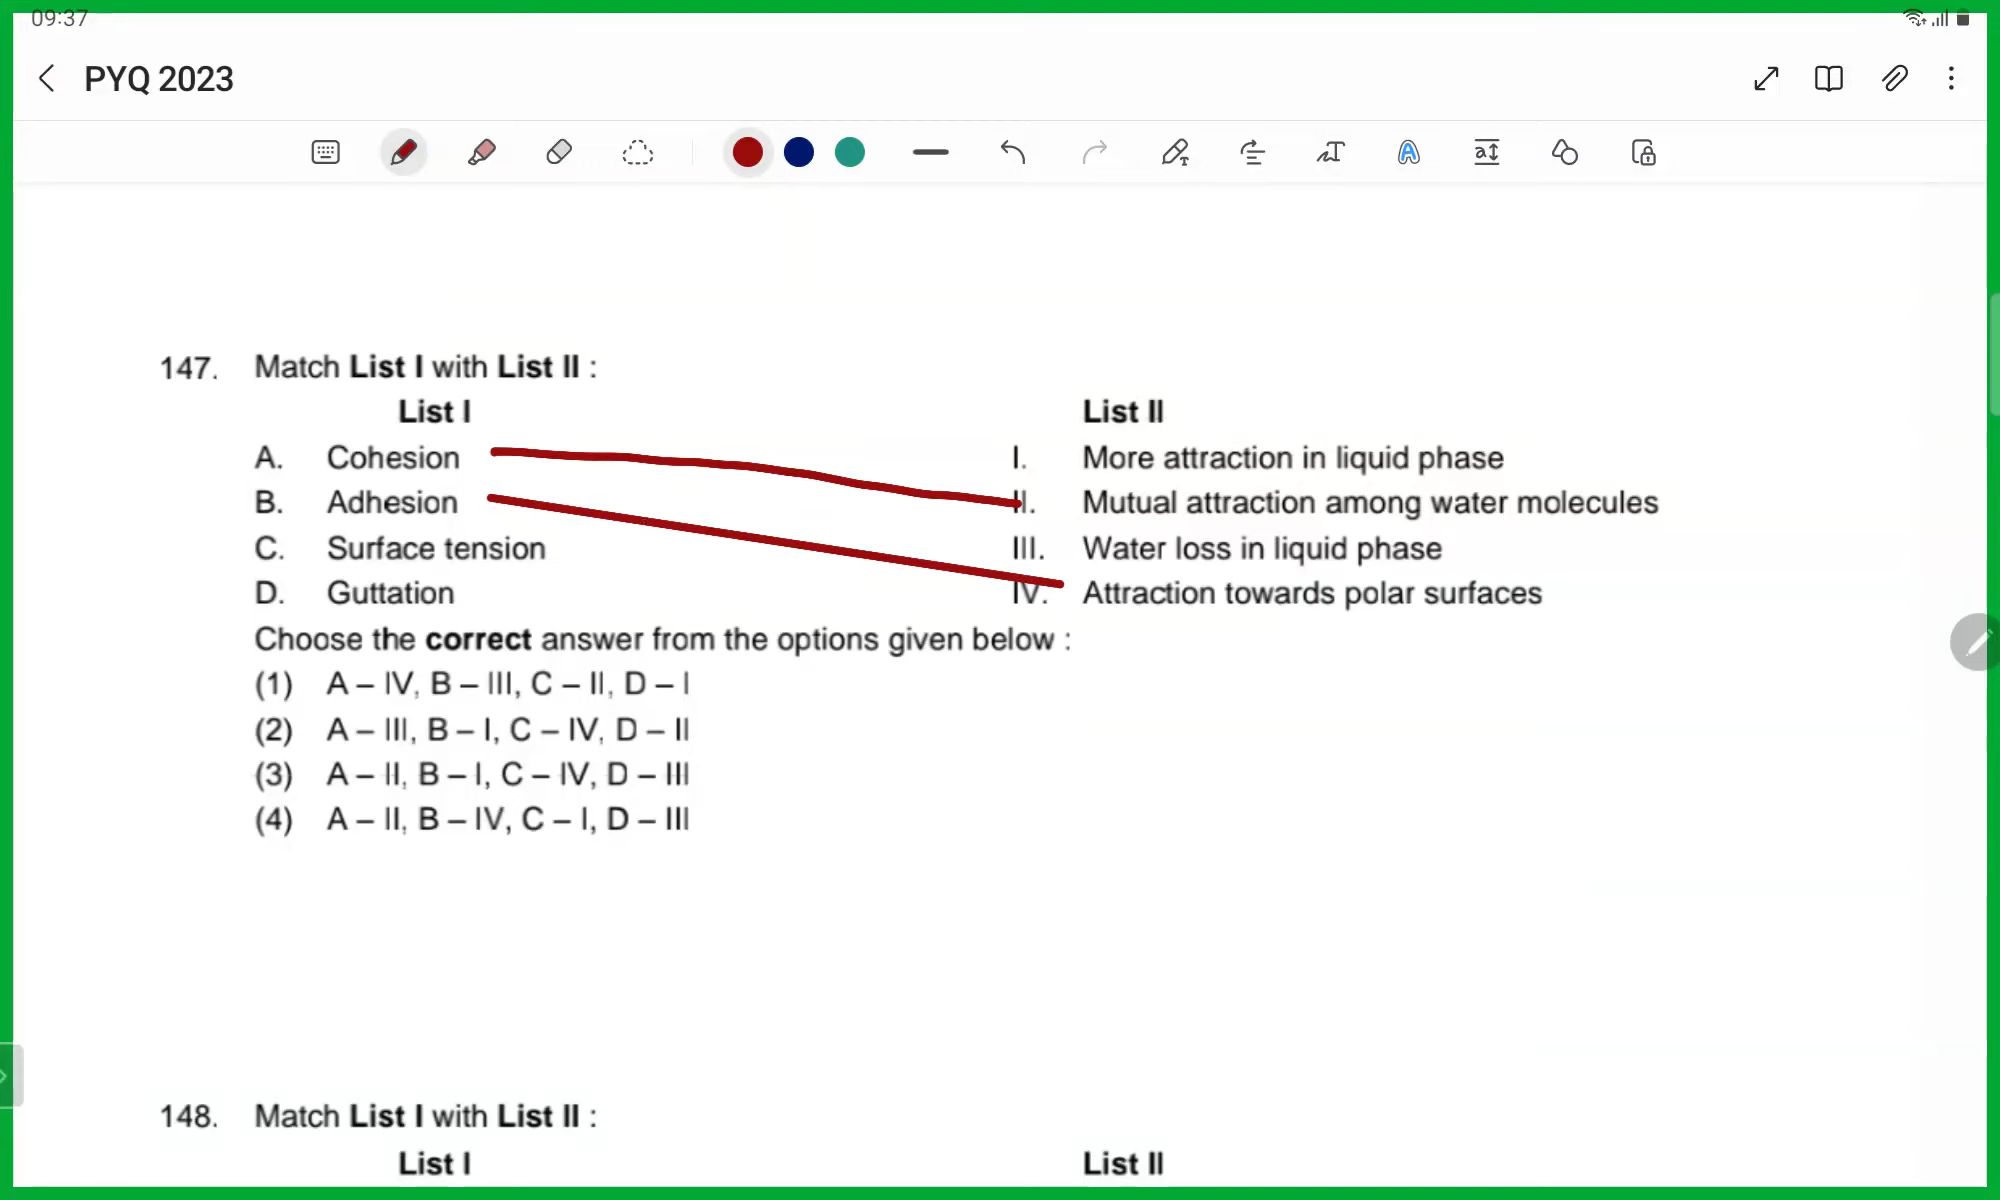 09:37
PYQ 2023
147. Match List I with List II :
List I List II
A. Cohesion I. More attraction in liquid phase
B. Adhesion II. Mutual attraction among water molecules
C. Surface tension III. Water loss in liquid phase
D. Guttation IV. Attraction towards polar surfaces
Choose the correct answer from the options given below :
(1) A – IV, B – III, C – II, D – I
(2) A – III, B – I, C – IV, D – II
(3) A – II, B – I, C – IV, D – III
(4) A – II, B – IV, C – I, D – III
148. Match List I with List II :
List I List II